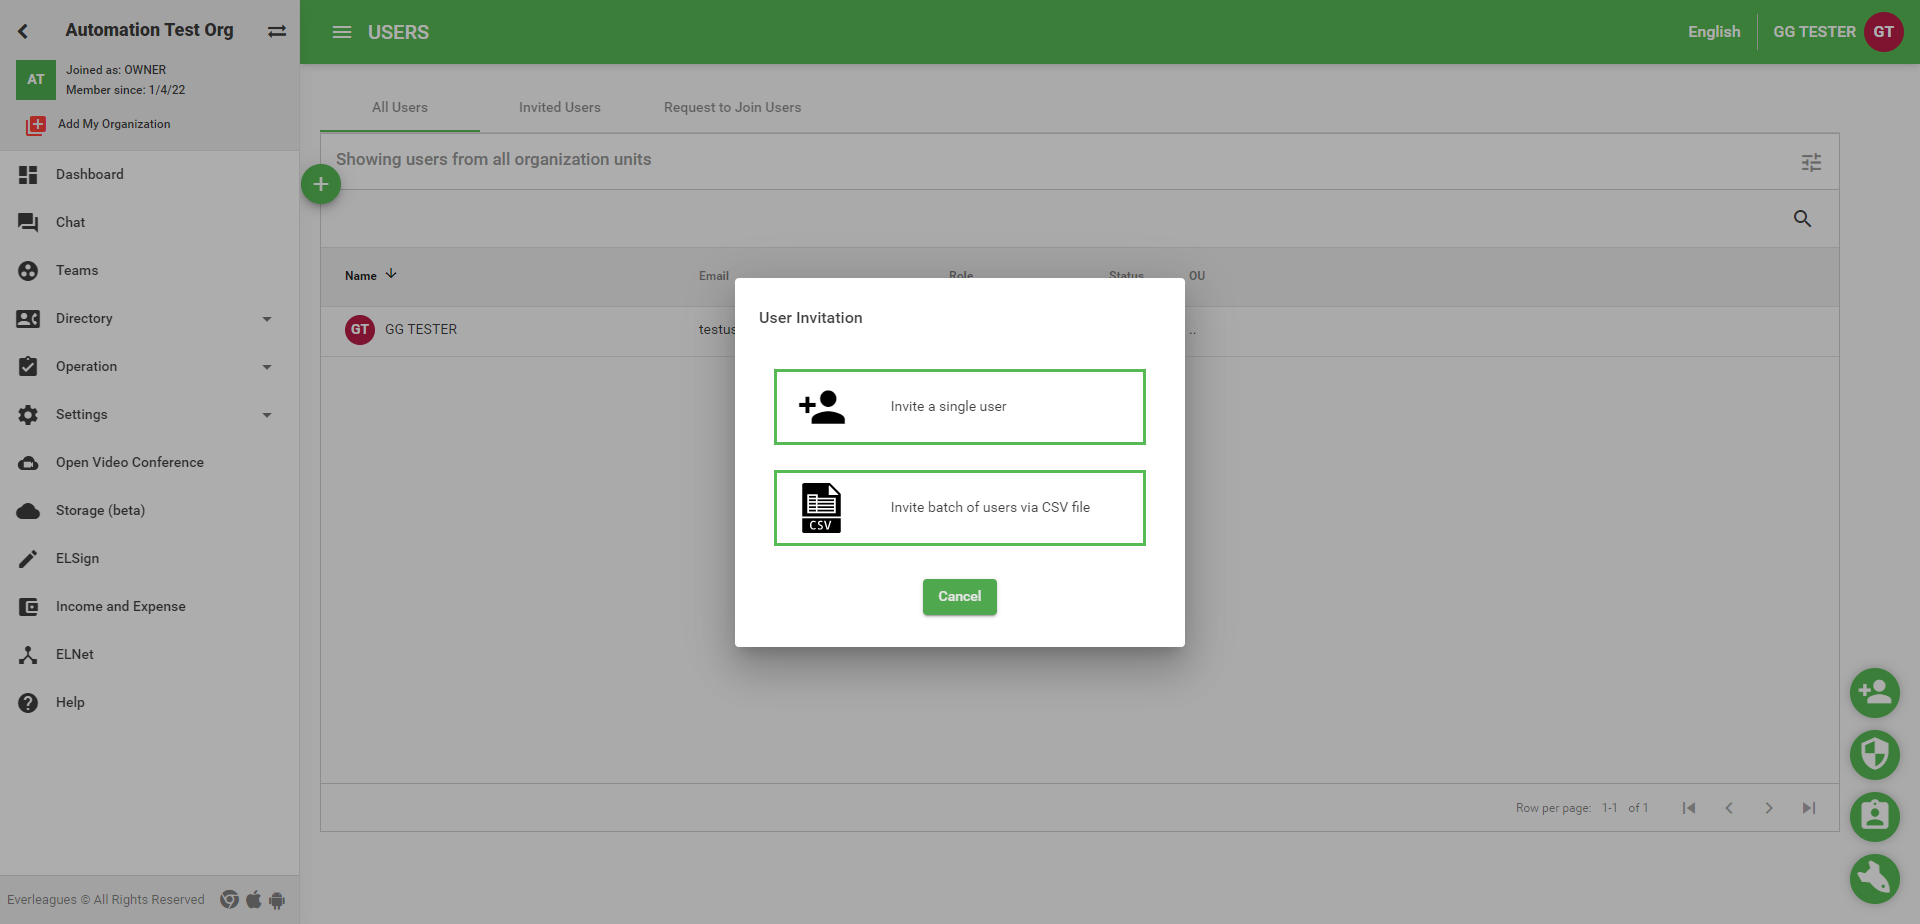 Automation Test Org
AT
Joined as: OWNER
Member since: 1/4/22
Add My Organization
Dashboard
Chat
Teams
Directory
Operation
Settings
Open Video Conference
Storage (beta)
ELSign
Income and Expense
ELNet
Help
Everleagues © All Rights Reserved
USERS
English
GG TESTER
GT
All Users
Invited Users
Request to Join Users
Showing users from all organization units
Name
Email
Role
Status
OU
GT
GG TESTER
testus
..
User Invitation
Invite a single user
CSV
Invite batch of users via CSV file
Cancel
Row per page: 1-1 of 1